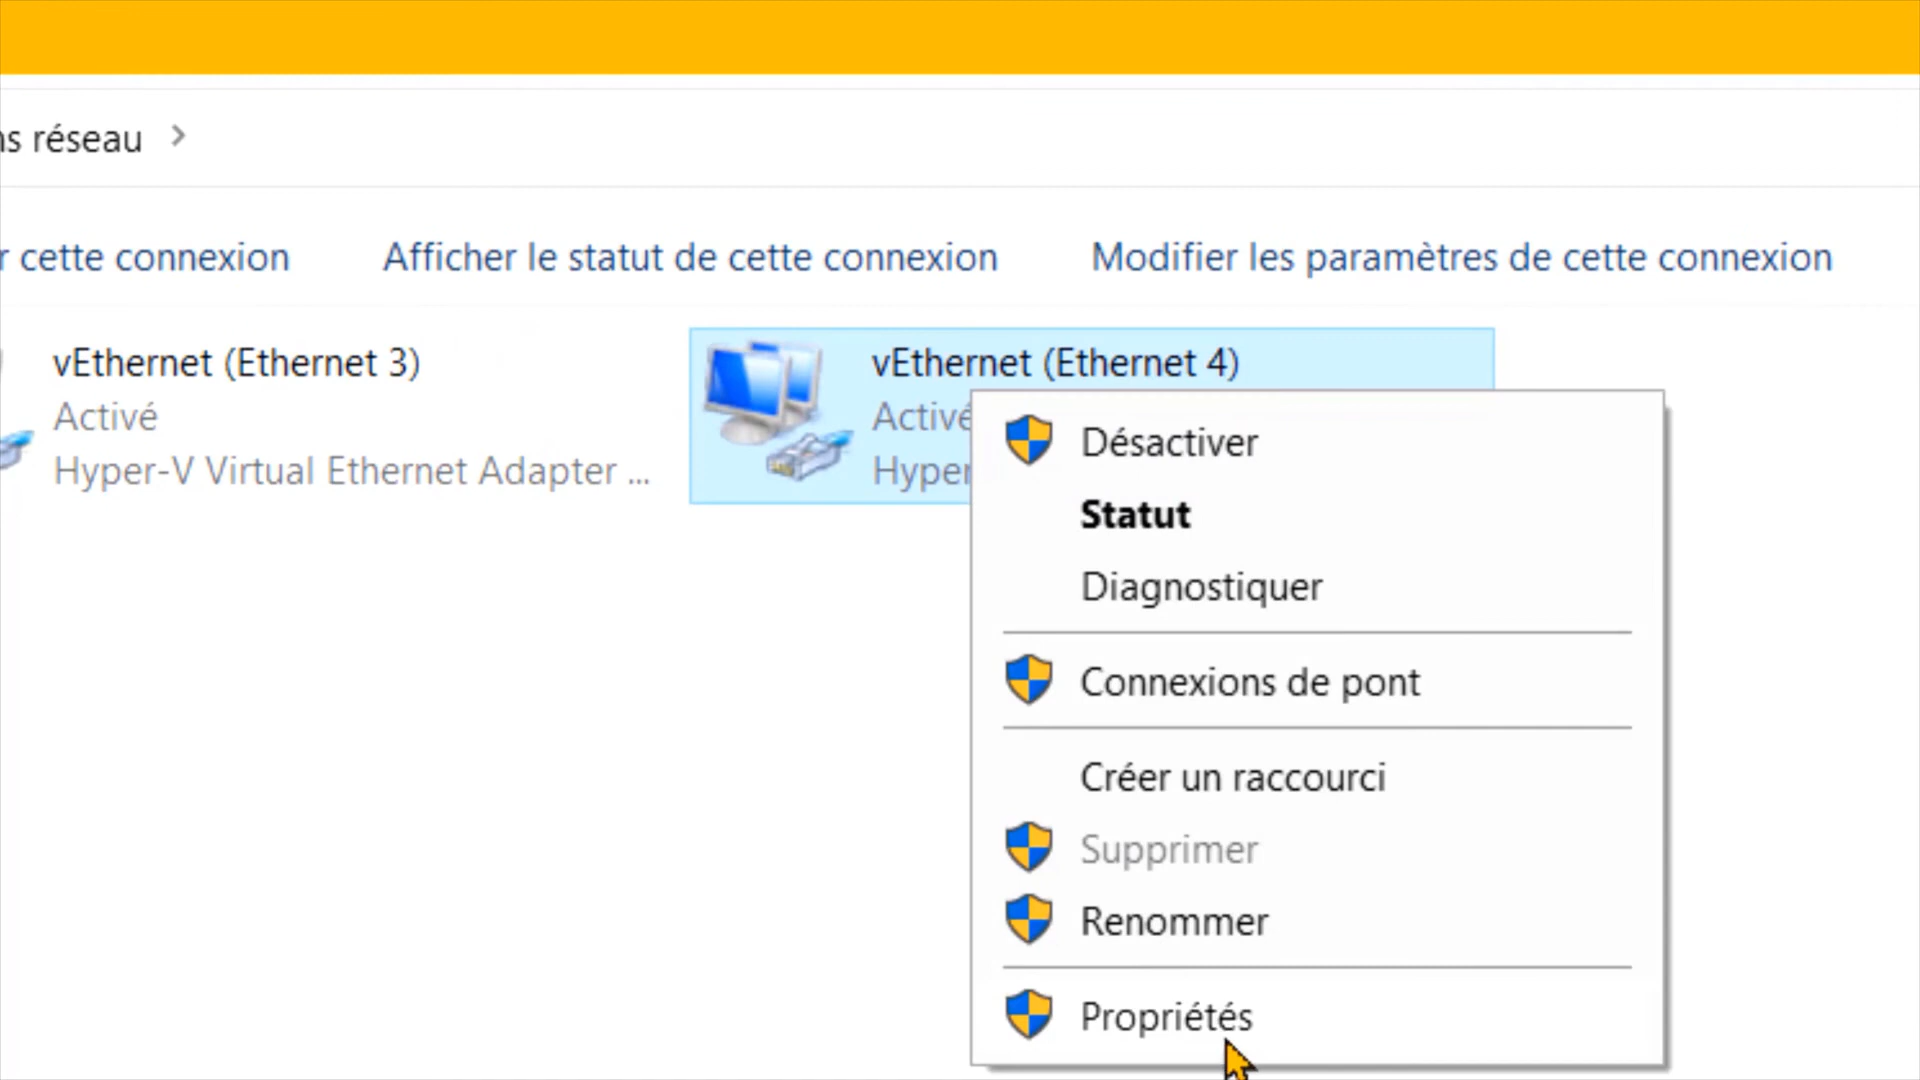 ns réseau
r cette connexion Afficher le statut de cette connexion Modifier les paramètres de cette connexion
vEthernet (Ethernet 3)
Activé
Hyper-V Virtual Ethernet Adapter ...
vEthernet (Ethernet 4)
Activé
Hyper
Désactiver
Statut
Diagnostiquer
Connexions de pont
Créer un raccourci
Supprimer
Renommer
Propriétés